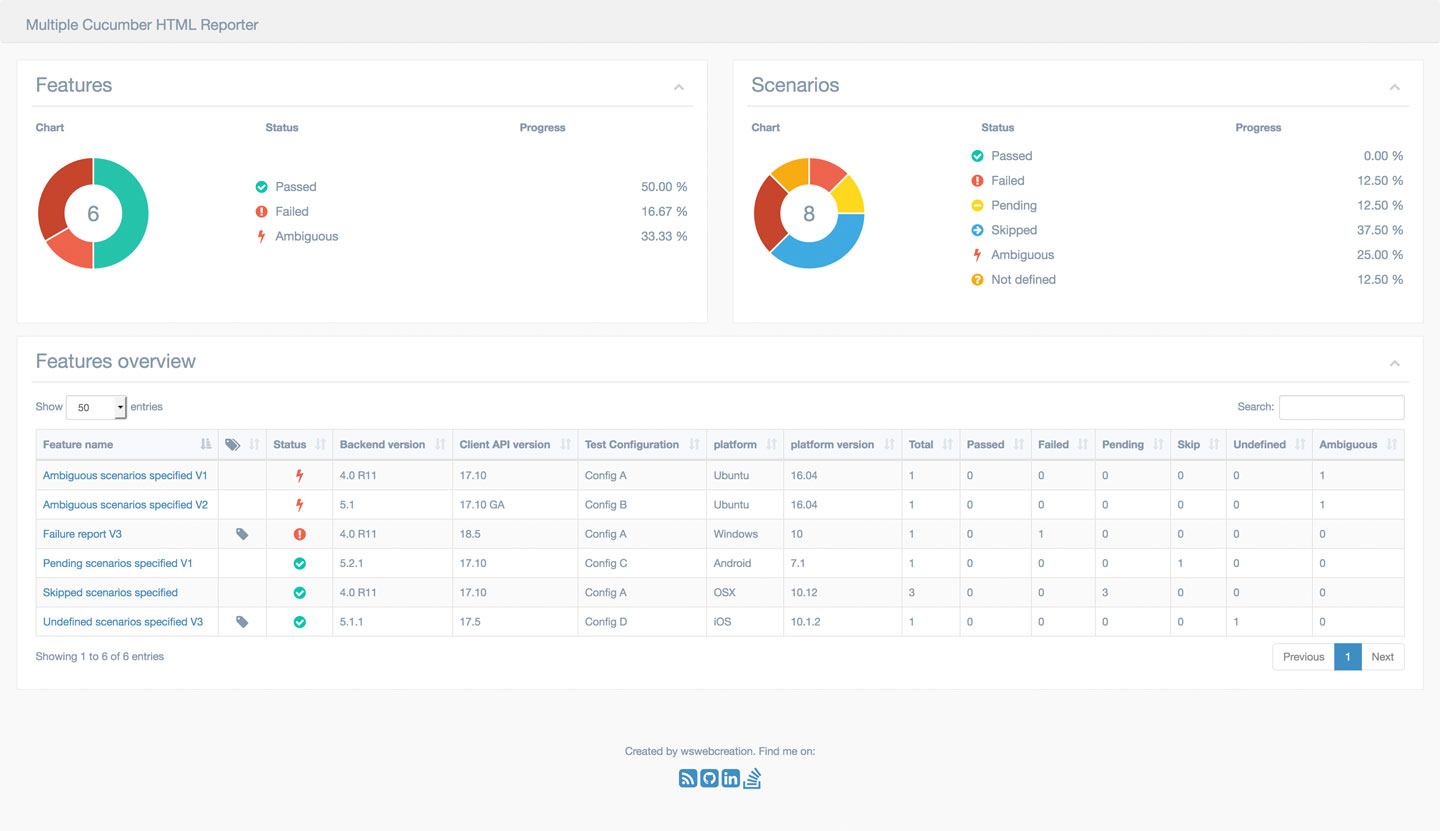 Multiple Cucumber HTML Reporter
Features
Chart Status Progress
6
Passed 50.00 %
Failed 16.67 %
Ambiguous 33.33 %
Scenarios
Chart Status Progress
8
Passed 0.00 %
Failed 12.50 %
Pending 12.50 %
Skipped 37.50 %
Ambiguous 25.00 %
Not defined 12.50 %
Features overview
Show 50 entries Search:
Feature name Status Backend version Client API version Test Configuration platform platform version Total Passed Failed Pending Skip Undefined Ambiguous
Ambiguous scenarios specified V1 4.0 R11 17.10 Config A Ubuntu 16.04 1 0 0 0 0 0 1
Ambiguous scenarios specified V2 5.1 17.10 GA Config B Ubuntu 16.04 1 0 0 0 0 0 1
Failure report V3 4.0 R11 18.5 Config A Windows 10 1 0 1 0 0 0 0
Pending scenarios specified V1 5.2.1 17.10 Config C Android 7.1 1 0 0 0 1 0 0
Skipped scenarios specified 4.0 R11 17.10 Config A OSX 10.12 3 0 0 3 0 0 0
Undefined scenarios specified V3 5.1.1 17.5 Config D iOS 10.1.2 1 0 0 0 0 1 0
Showing 1 to 6 of 6 entries Previous 1 Next
Created by wswebcreation. Find me on:
in